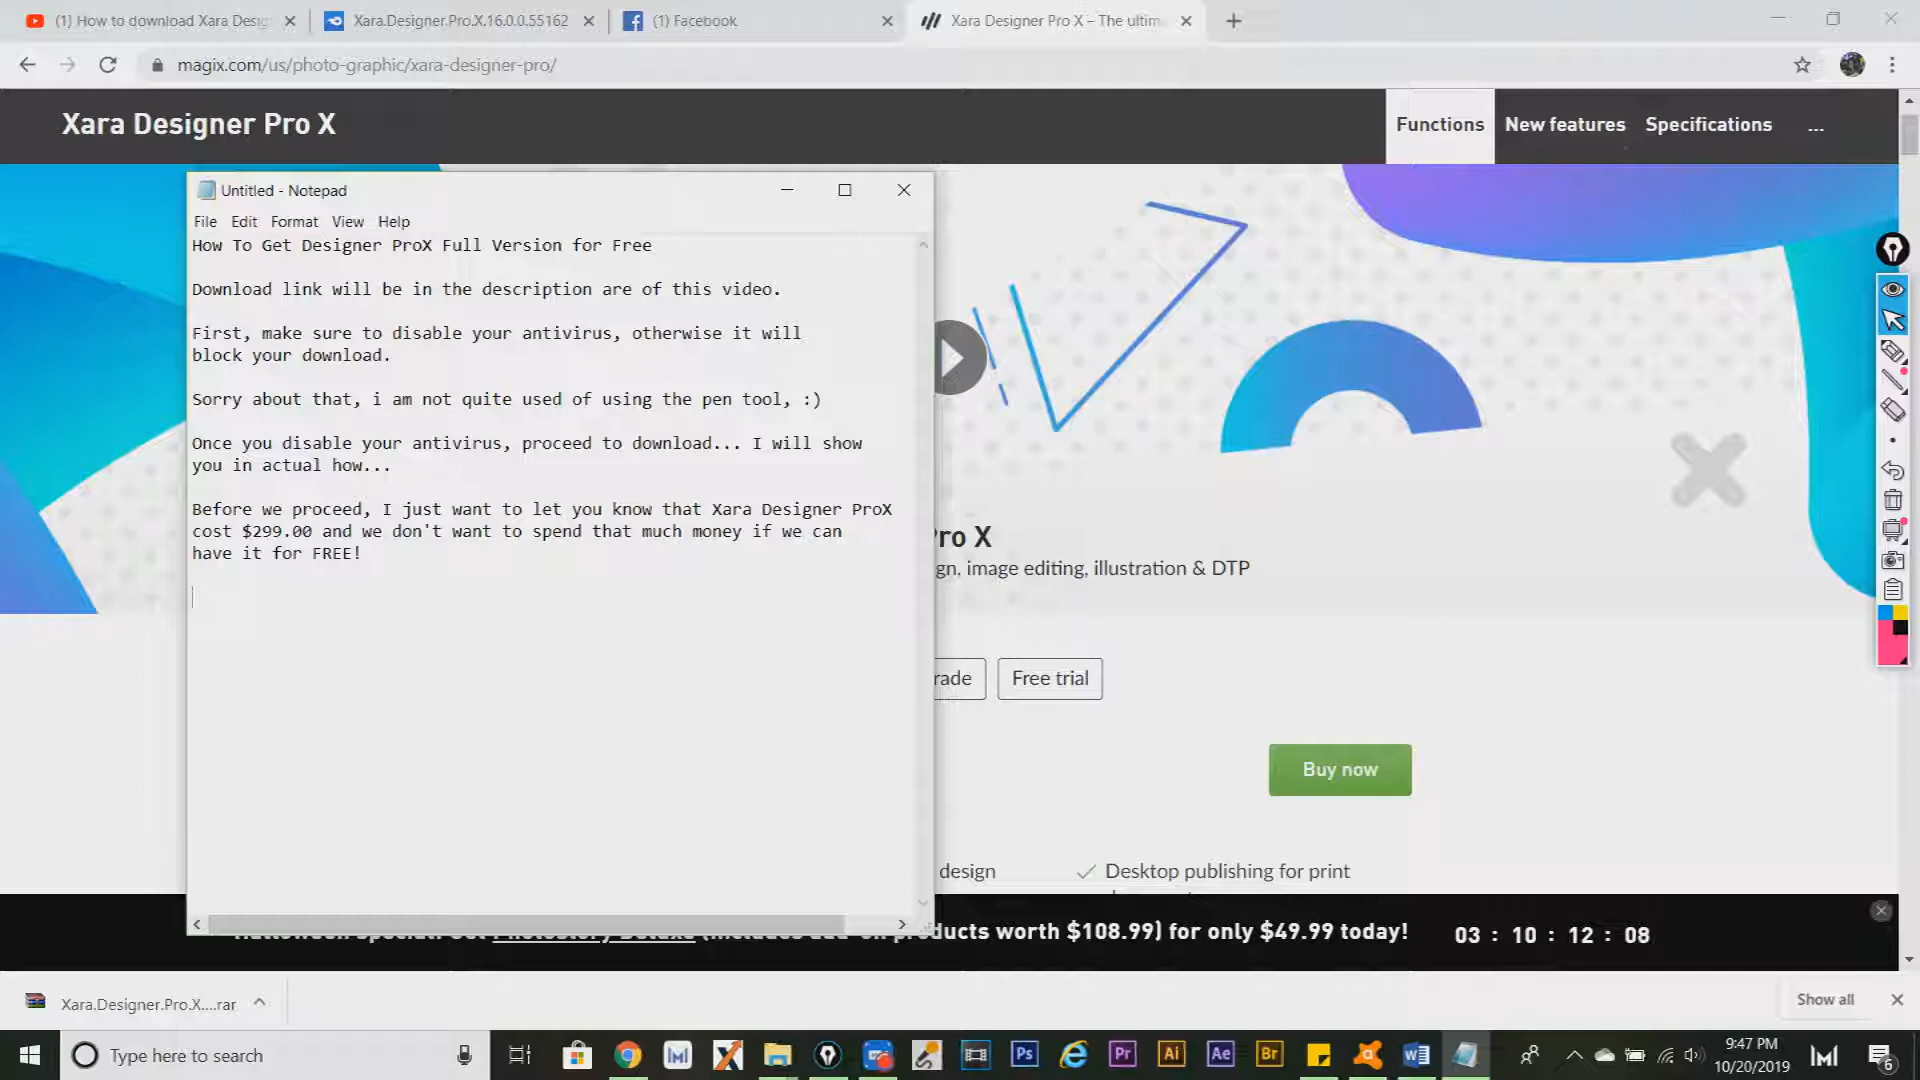 (1) How to download Xara Desig
Xara.Designer.Pro.X.16.0.0.55162
(1) Facebook
Xara Designer Pro X – The ultim
magix.com/us/photo-graphic/xara-designer-pro/
Xara Designer Pro X
Functions
New features
Specifications
...
Untitled - Notepad
File Edit Format View Help
How To Get Designer ProX Full Version for Free
Download link will be in the description are of this video.
First, make sure to disable your antivirus, otherwise it will
block your download.
Sorry about that, i am not quite used of using the pen tool, :)
Once you disable your antivirus, proceed to download... I will show
you in actual how...
Before we proceed, I just want to let you know that Xara Designer ProX
cost $299.00 and we don't want to spend that much money if we can
have it for FREE!
ro X
gn, image editing, illustration & DTP
rade
Free trial
Buy now
design
Desktop publishing for print
products worth $108.99) for only $49.99 today!
03 : 10 : 12 : 08
Xara.Designer.Pro.X....rar
Show all
Type here to search
Ps
Pr
Ai
Ae
Br
9:47 PM
10/20/2019
6